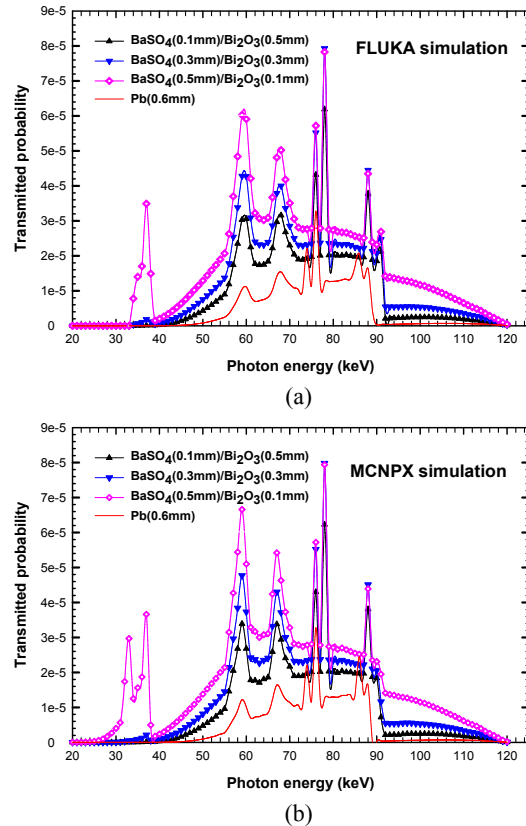 9e-5
8e-5
7e-5
6e-5
5e-5
4e-5
3e-5
2e-5
1e-5
0
Transmitted probability
BaSO4(0.1mm)/Bi2O3(0.5mm)
BaSO4(0.3mm)/Bi2O3(0.3mm)
BaSO4(0.5mm)/Bi2O3(0.1mm)
Pb(0.6mm)
FLUKA simulation
20 30 40 50 60 70 80 90 100 110 120
Photon energy (keV)
(a)
9e-5
8e-5
7e-5
6e-5
5e-5
4e-5
3e-5
2e-5
1e-5
0
Transmitted probability
BaSO4(0.1mm)/Bi2O3(0.5mm)
BaSO4(0.3mm)/Bi2O3(0.3mm)
BaSO4(0.5mm)/Bi2O3(0.1mm)
Pb(0.6mm)
MCNPX simulation
20 30 40 50 60 70 80 90 100 110 120
Photon energy (keV)
(b)